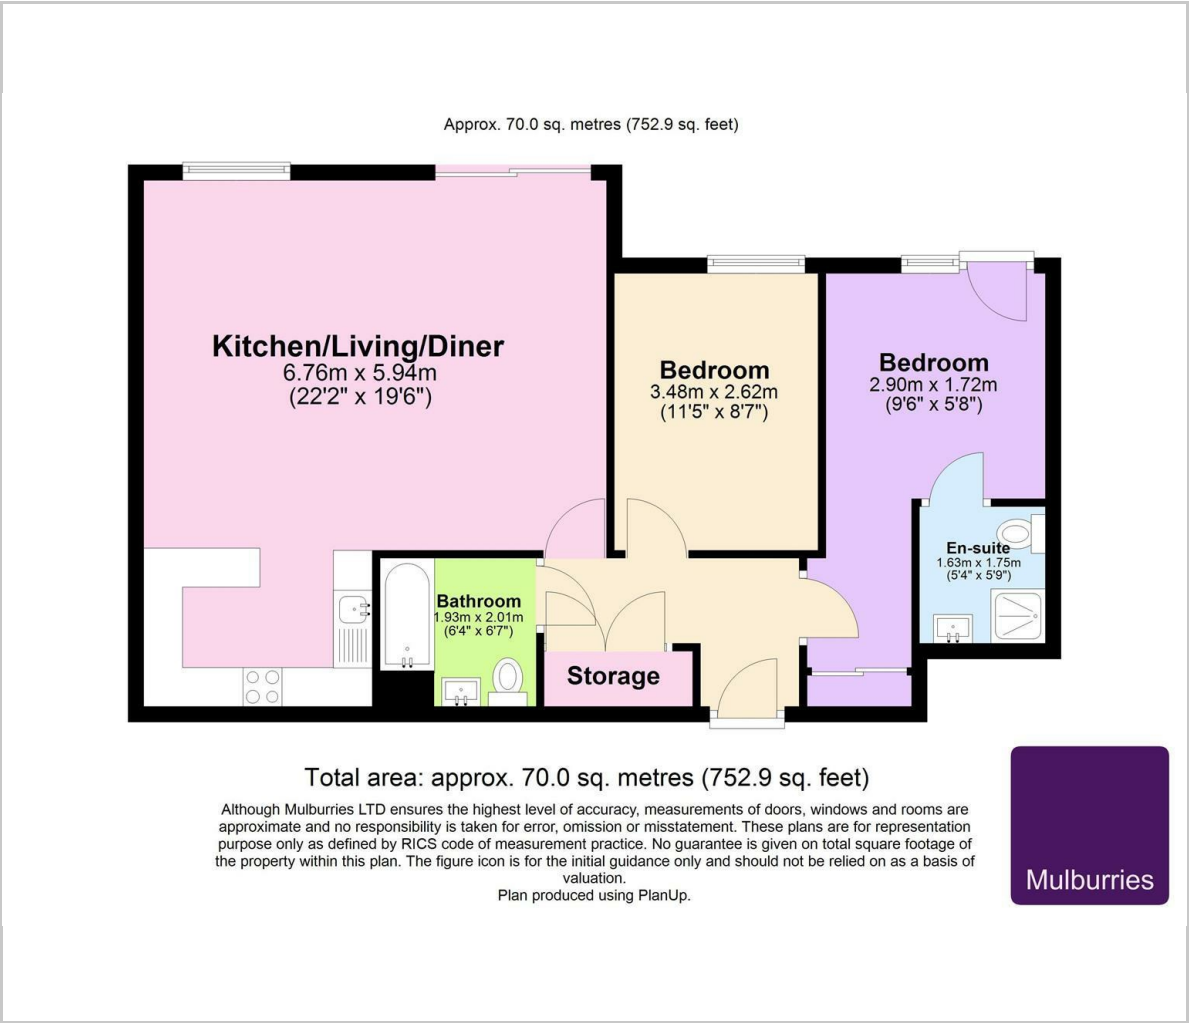 Approx. 70.0 sq. metres (752.9 sq. feet)
Kitchen/Living/Diner
6.76m x 5.94m
(22'2" x 19'6")
Bedroom
3.48m x 2.62m
(11'5" x 8'7")
Bedroom
2.90m x 1.72m
(9'6" x 5'8")
En-suite
1.63m x 1.75m
(5'4" x 5'9")
Bathroom
1.93m x 2.01m
(6'4" x 6'7")
Storage
Total area: approx. 70.0 sq. metres (752.9 sq. feet)
Although Mulburries LTD ensures the highest level of accuracy, measurements of doors, windows and rooms are
approximate and no responsibility is taken for error, omission or misstatement. These plans are for representation
purpose only as defined by RICS code of measurement practice. No guarantee is given on total square footage of
the property within this plan. The figure icon is for the initial guidance only and should not be relied on as a basis of
valuation.
Plan produced using PlanUp.
Mulburries